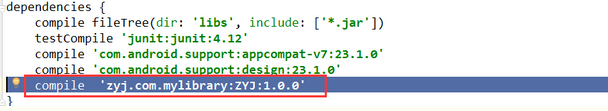 dependencies {
compile fileTree(dir: 'libs', include: ['*.jar'])
testCompile 'junit:junit:4.12'
compile 'com.android.support:appcompat-v7:23.1.0'
compile 'com.android.support:design:23.1.0'
compile 'zyj.com.mylibrary:ZYJ:1.0.0'
}